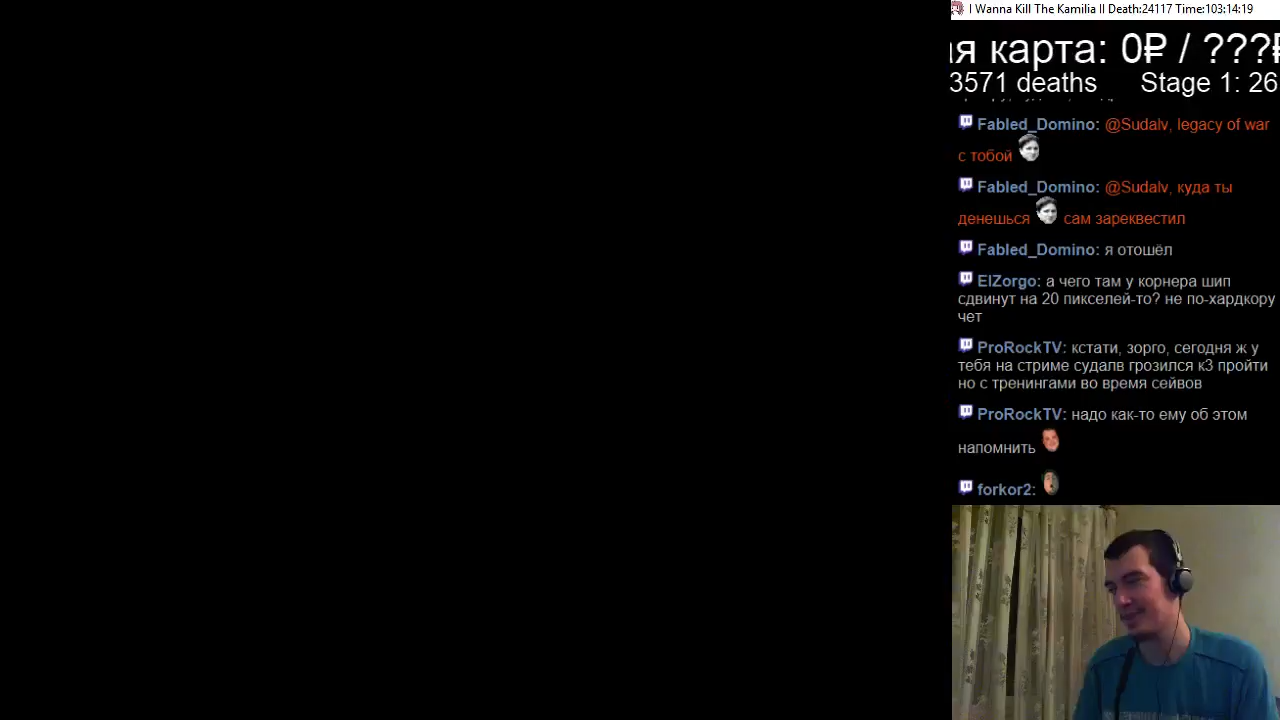 I Wanna Kill The Kamilia II Death:24117 Time:103:14:19
я карта: 0₽ / ???₽
3571 deaths Stage 1: 26
Fabled_Domino: @Sudalv, legacy of war
с тобой
Fabled_Domino: @Sudalv, куда ты
денешься сам зареквестил
Fabled_Domino: я отошёл
ElZorgo: а чего там у корнера шип
сдвинут на 20 пикселей-то? не по-хардкору
чет
ProRockTV: кстати, зорго, сегодня ж у
тебя на стриме судалв грозился к3 пройти
но с тренингами во время сейвов
ProRockTV: надо как-то ему об этом
напомнить
forkor2: